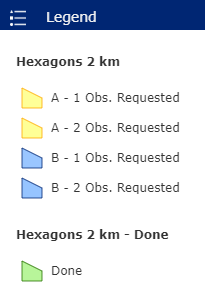 Legend
Hexagons 2 km
A - 1 Obs. Requested
A - 2 Obs. Requested
B - 1 Obs. Requested
B - 2 Obs. Requested
Hexagons 2 km - Done
Done